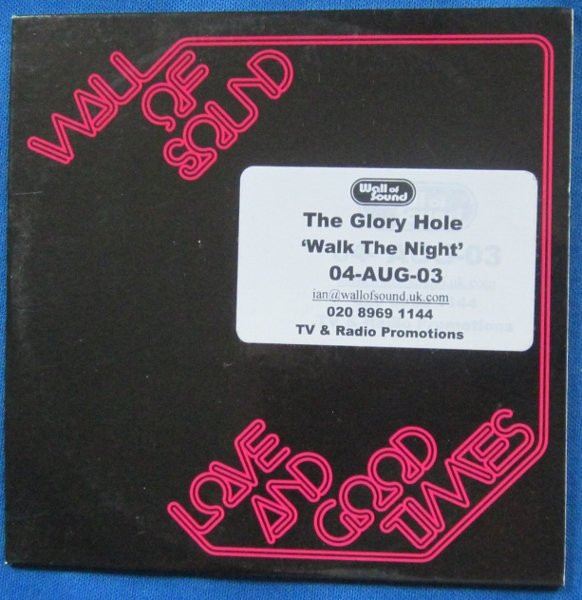 WALL
OF
SOUND
Wall of
Sound
The Glory Hole
‘Walk The Night’
04-AUG-03
ian@wallofsound.uk.com
020 8969 1144
TV & Radio Promotions
LOVE
AND
GOOD
TIMES